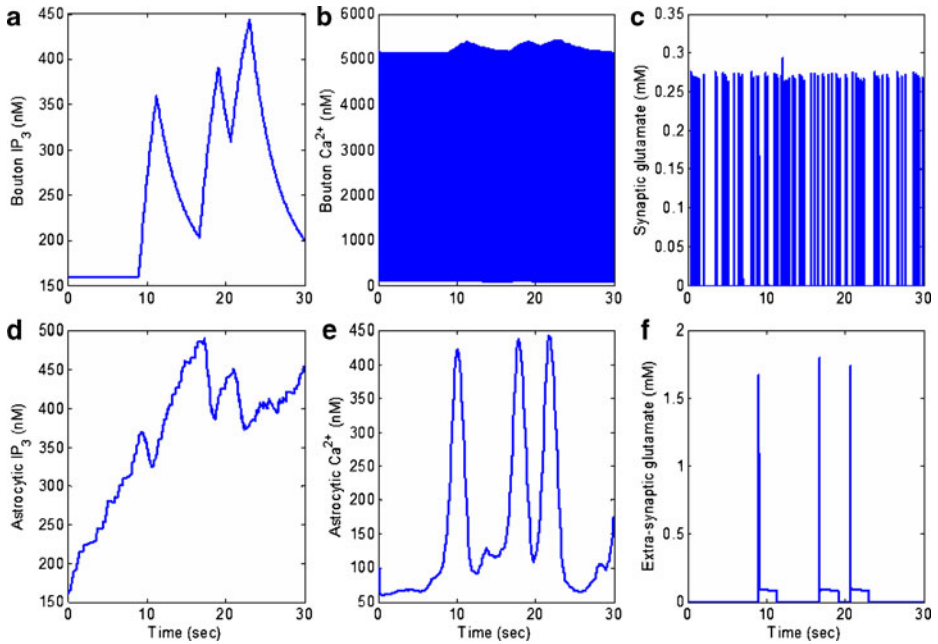 a
Bouton IP3 (nM)
450
400
350
300
250
200
150
0 10 20 30
b
Bouton Ca2+ (nM)
6000
5000
4000
3000
2000
1000
0
0 10 20 30
c
Synaptic glutamate (mM)
0.35
0.3
0.25
0.2
0.15
0.1
0.05
0
0 10 20 30
d
Astrocytic IP3 (nM)
500
450
400
350
300
250
200
150
0 10 20 30
Time (sec)
e
Astrocytic Ca2+ (nM)
450
400
350
300
250
200
150
100
50
0 10 20 30
Time (sec)
f
Extra-synaptic glutamate (mM)
2
1.5
1
0.5
0
0 10 20 30
Time (sec)